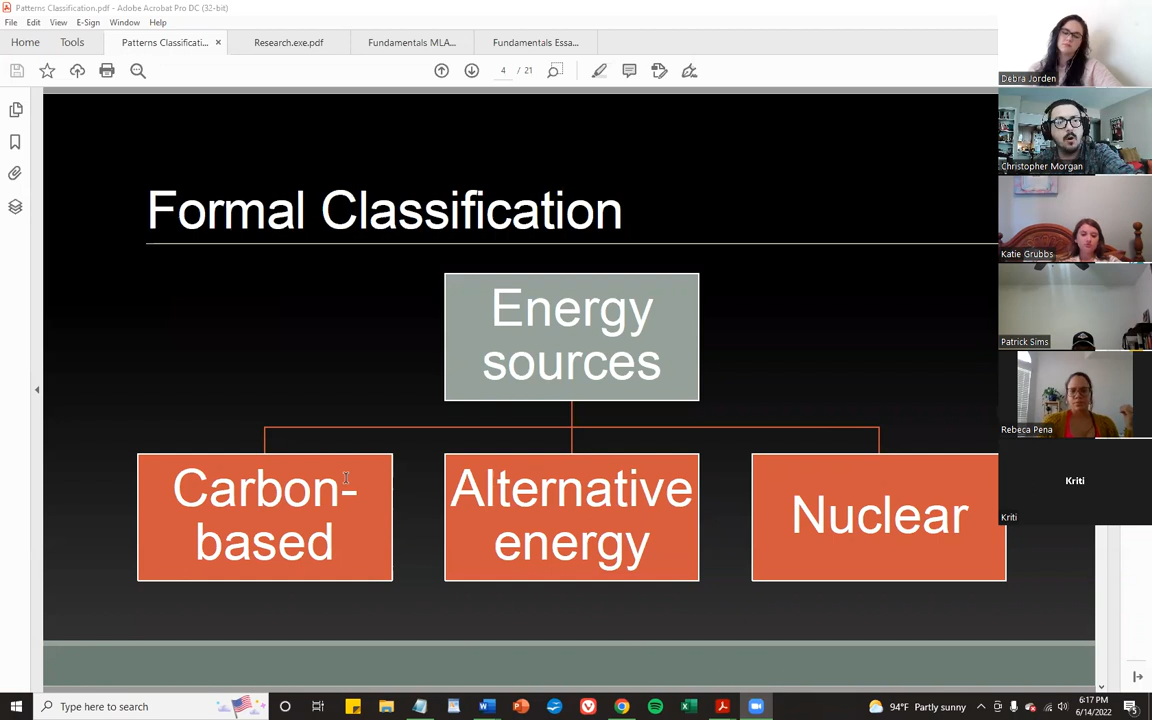 Patterns Classification.pdf - Adobe Acrobat Pro DC (32-bit)
File Edit View E-Sign Window Help
Home Tools Patterns Classificati... × Research.exe.pdf Fundamentals MLA... Fundamentals Essa...
4 / 21
Formal Classification
Energy
sources
Carbon-
based
Alternative
energy
Nuclear
Debra Jorden
Christopher Morgan
Katie Grubbs
Patrick Sims
Rebeca Pena
Kriti
Kriti
Type here to search
94°F Partly sunny
6:17 PM
6/14/2022
5